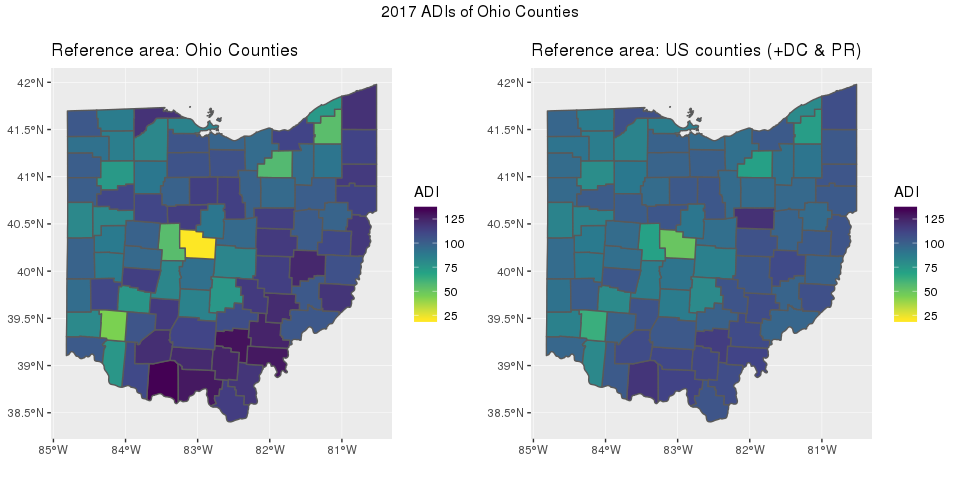 2017 ADIs of Ohio Counties
Reference area: Ohio Counties
42°N
41.5°N
41°N
40.5°N
40°N
39.5°N
39°N
38.5°N
85°W 84°W 83°W 82°W 81°W
ADI
125
100
75
50
25
Reference area: US counties (+DC & PR)
42°N
41.5°N
41°N
40.5°N
40°N
39.5°N
39°N
38.5°N
85°W 84°W 83°W 82°W 81°W
ADI
125
100
75
50
25